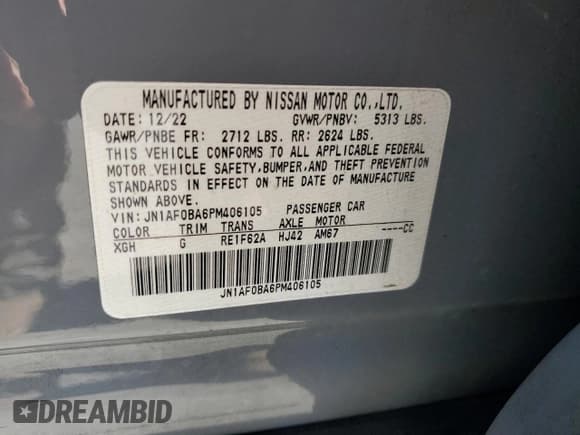 MANUFACTURED BY NISSAN MOTOR CO.,LTD.
DATE: 12/22 GVWR/PNBV: 5313 LBS.
GAWR/PNBE FR: 2712 LBS. RR: 2624 LBS.
THIS VEHICLE CONFORMS TO ALL APPLICABLE FEDERAL
MOTOR VEHICLE SAFETY,BUMPER,AND THEFT PREVENTION
STANDARDS IN EFFECT ON THE DATE OF MANUFACTURE
SHOWN ABOVE.
VIN: JN1AF0BA6PM406105 PASSENGER CAR
COLOR TRIM TRANS AXLE MOTOR
XGH G RE1F62A HJ42 AM67 ----CC
JN1AF0BA6PM406105
DREAMBID